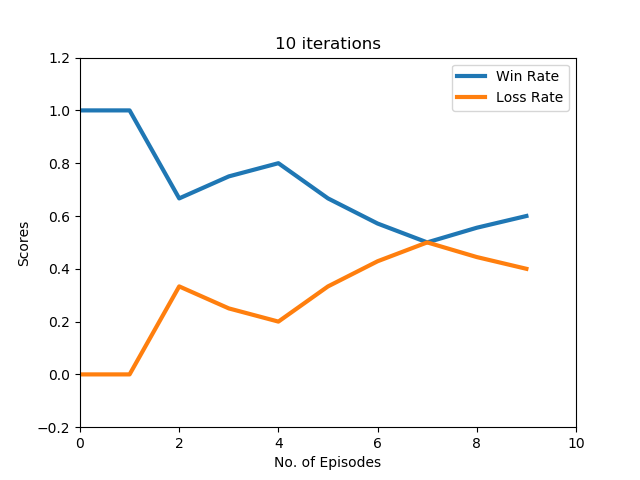 10 iterations
1.2
1.0
0.8
0.6
0.4
0.2
0.0
−0.2
Scores
Win Rate
Loss Rate
0 2 4 6 8 10
No. of Episodes